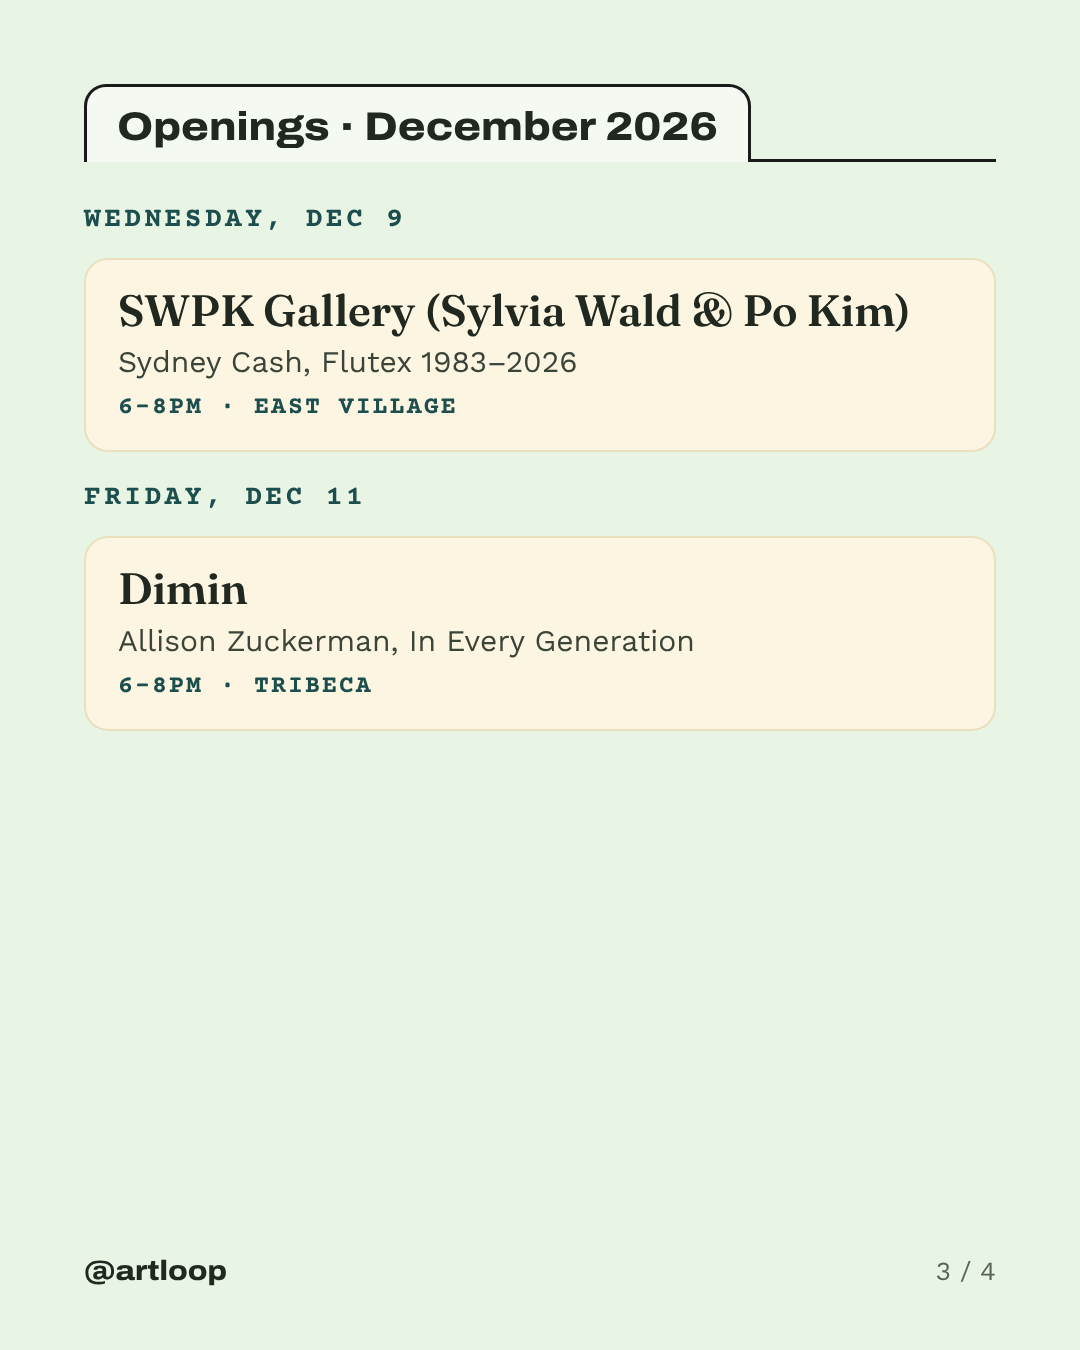 Openings · December 2026
WEDNESDAY, DEC 9
SWPK Gallery (Sylvia Wald & Po Kim)
Sydney Cash, Flutex 1983–2026
6–8PM · EAST VILLAGE
FRIDAY, DEC 11
Dimin
Allison Zuckerman, In Every Generation
6–8PM · TRIBECA
@artloop
3 / 4